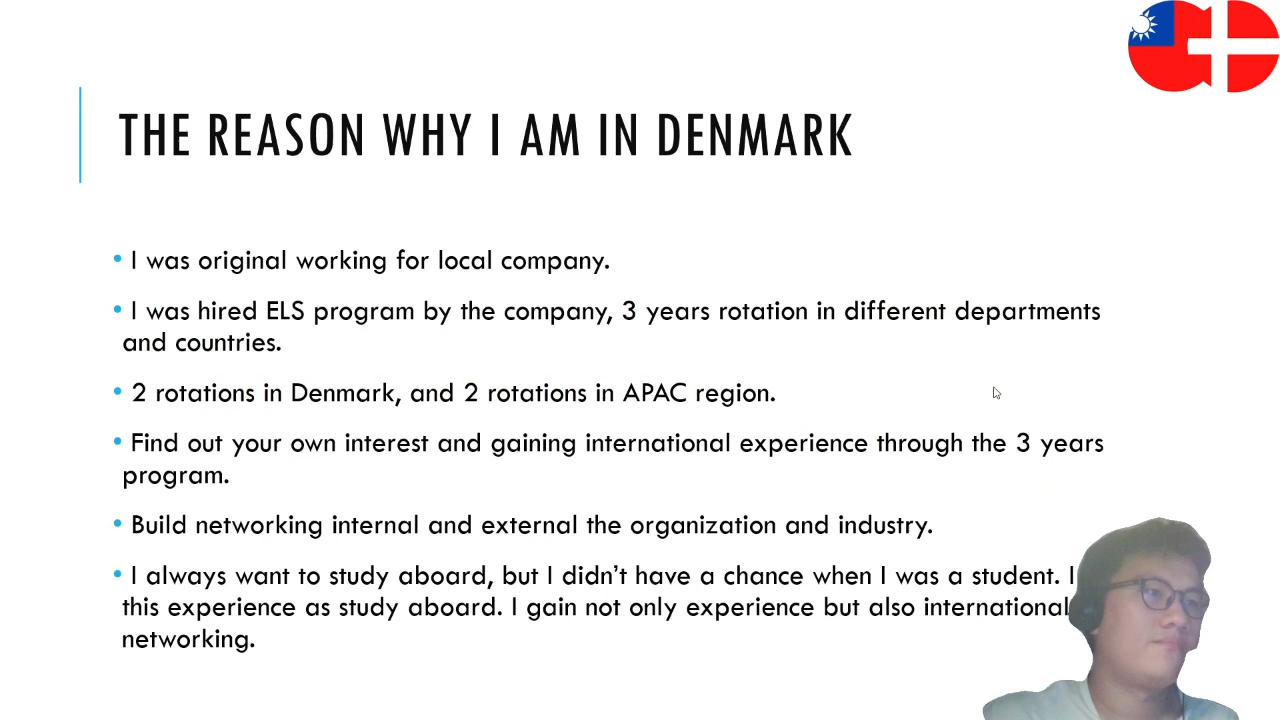 THE REASON WHY I AM IN DENMARK
• I was original working for local company.
• I was hired ELS program by the company, 3 years rotation in different departments
and countries.
• 2 rotations in Denmark, and 2 rotations in APAC region.
• Find out your own interest and gaining international experience through the 3 years
program.
• Build networking internal and external the organization and industry.
• I always want to study aboard, but I didn't have a chance when I was a student. I
this experience as study aboard. I gain not only experience but also international
networking.